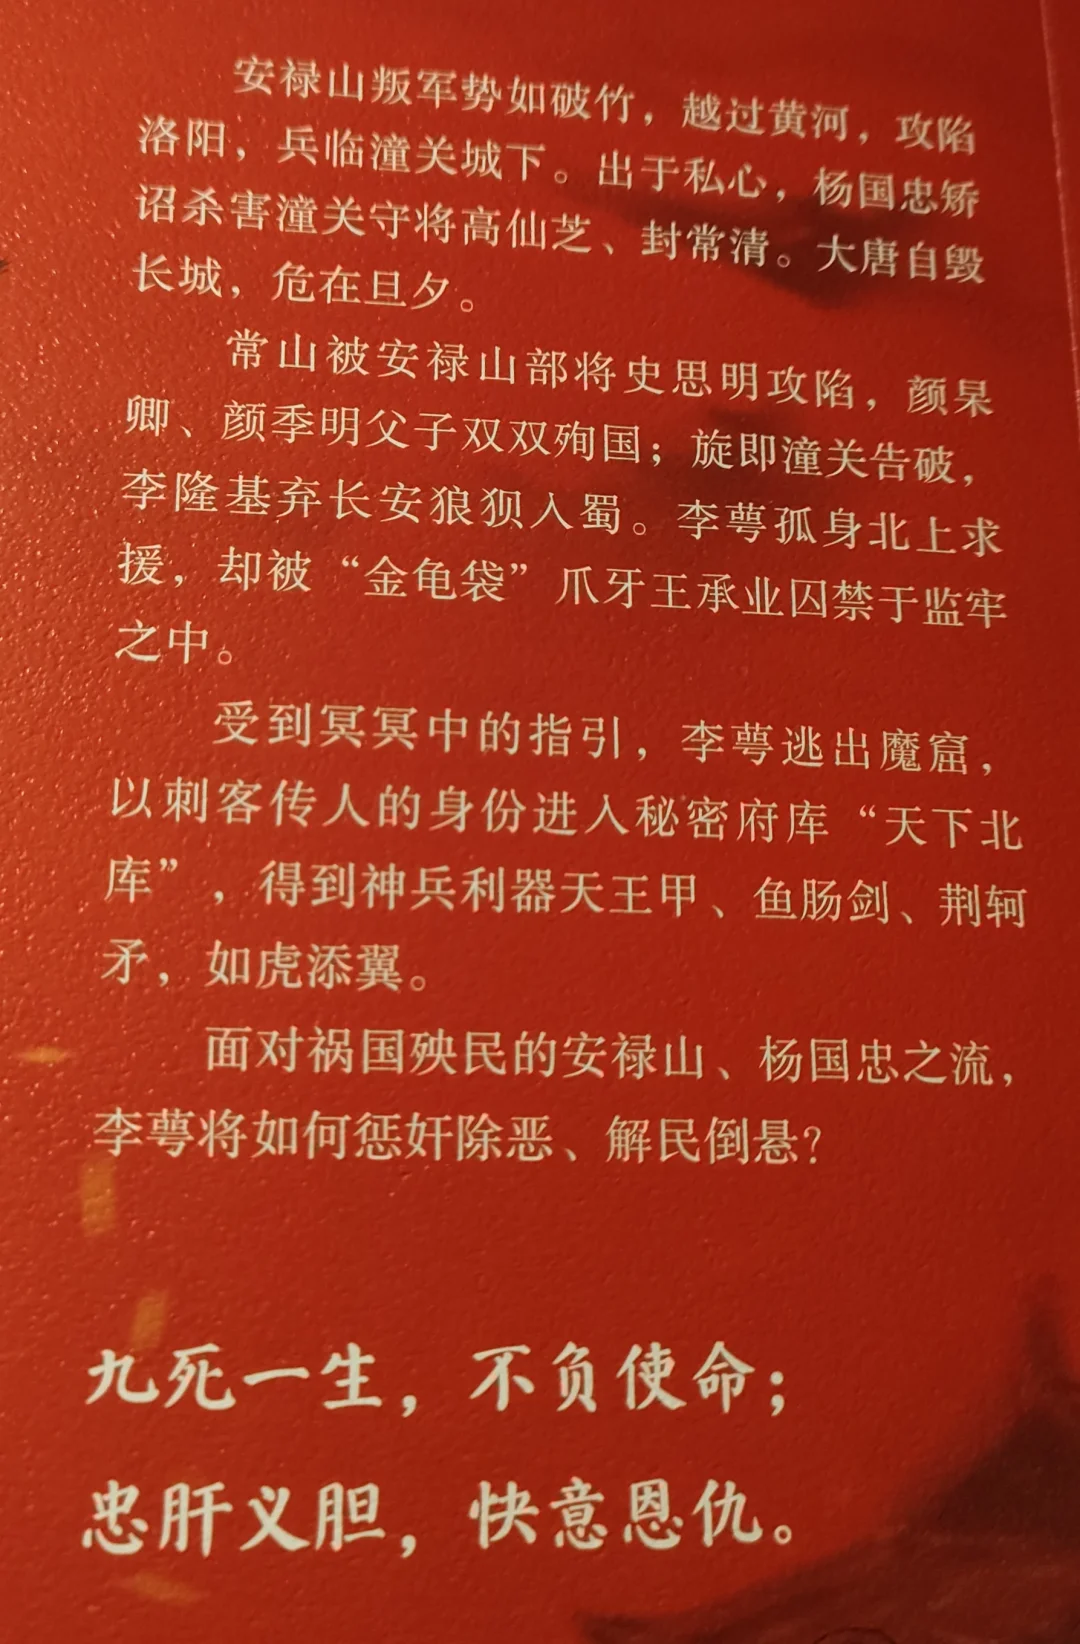 安禄山叛军势如破竹，越过黄河，攻陷
洛阳，兵临潼关城下。出于私心，杨国忠矫
诏杀害潼关守将高仙芝、封常清。大唐自毁
长城，危在旦夕。
常山被安禄山部将史思明攻陷，颜杲
卿、颜季明父子双双殉国；旋即潼关告破，
李隆基弃长安狼狈入蜀。李萼孤身北上求
援，却被“金龟袋”爪牙王承业囚禁于监牢
之中。
受到冥冥中的指引，李萼逃出魔窟，
以刺客传人的身份进入秘密府库“天下北
库”，得到神兵利器天王甲、鱼肠剑、荆轲
矛，如虎添翼。
面对祸国殃民的安禄山、杨国忠之流，
李萼将如何惩奸除恶、解民倒悬？
九死一生，不负使命；
忠肝义胆，快意恩仇。